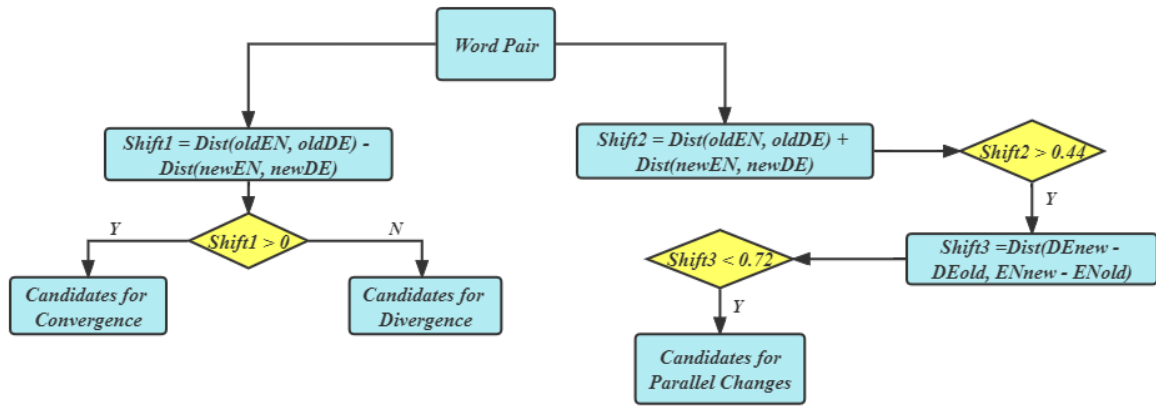 Word Pair
Shift1 = Dist(oldEN, oldDE) -
Dist(newEN, newDE)
Shift1 > 0
Y
N
Candidates for
Convergence
Candidates for
Divergence
Shift2 = Dist(oldEN, oldDE) +
Dist(newEN, newDE)
Shift2 > 0.44
Y
Shift3 =Dist(DEnew -
DEold, ENnew - ENold)
Shift3 < 0.72
Y
Candidates for
Parallel Changes